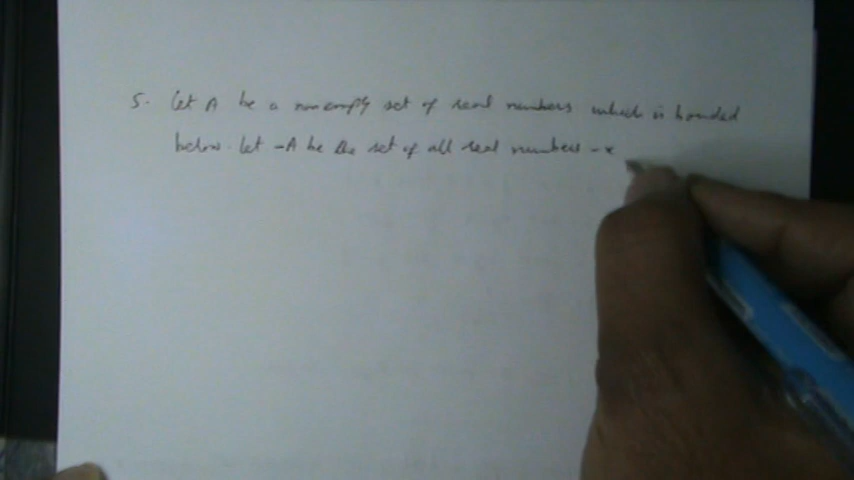 5. Let A be a nonempty set of real numbers which is bounded
below. Let -A be the set of all real numbers -x